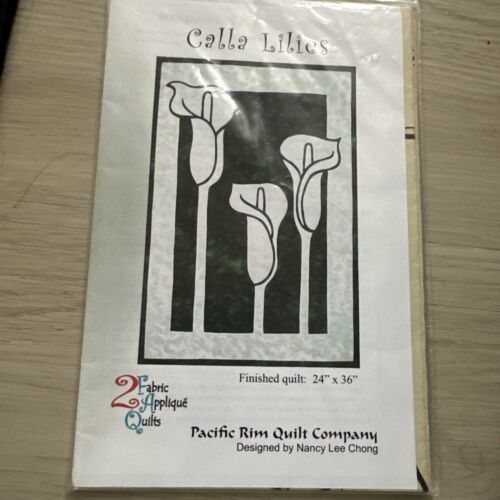 Calla Lilies
Finished quilt: 24" x 36"
2 Fabric
Appliqué
Quilts
Pacific Rim Quilt Company
Designed by Nancy Lee Chong